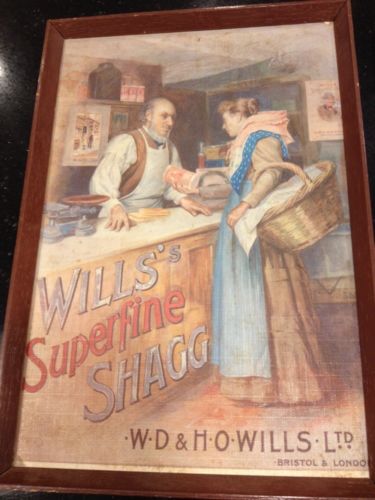 WILLS's
Superfine
SHAGG
·W·D & H·O·WILLS·LTD
·BRISTOL & LONDON